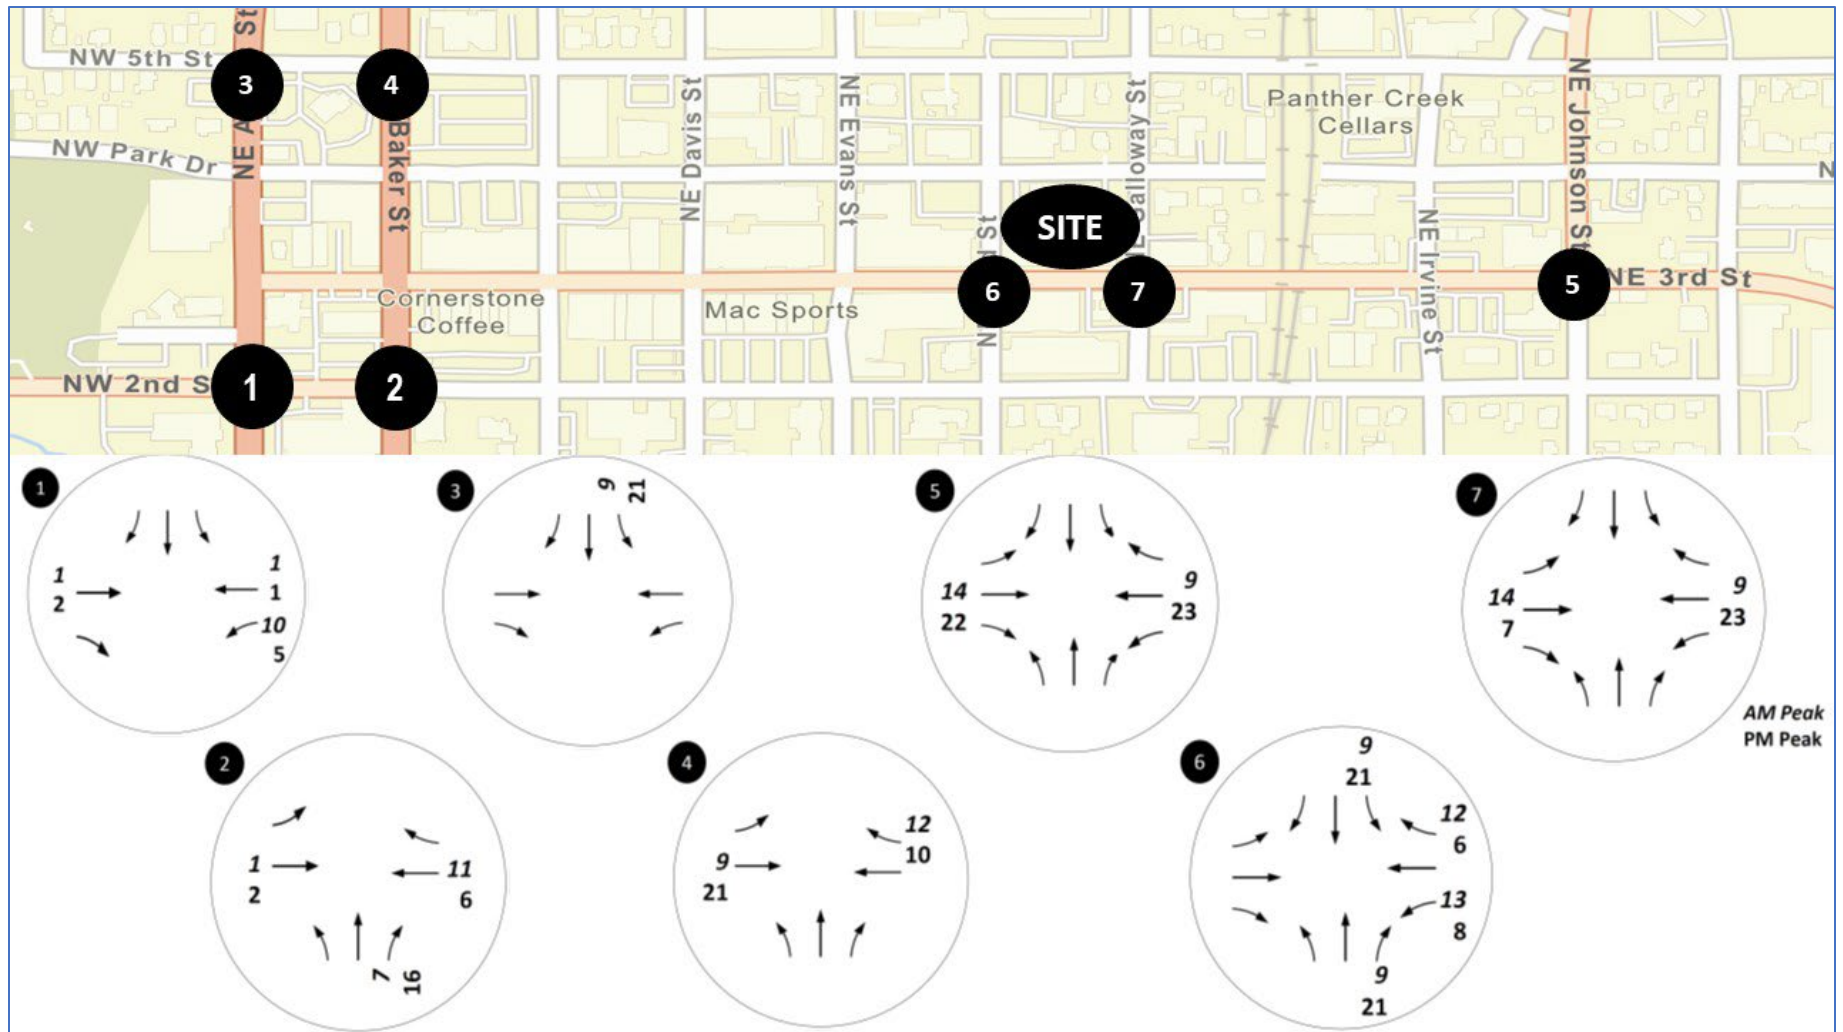 St
NW 5th St
3
4
NE Davis St
NE Evans St
Galloway St
Panther Creek
Cellars
NE Johnson St
NW Park Dr
NE A
Baker St
N
St
SITE
NE Irvine St
6
7
5
NE 3rd St
Cornerstone
Coffee
Mac Sports
N
NW 2nd S
1
2
1
1
2
1
1
10
5
3
9
21
5
14
22
9
23
7
14
7
9
23
AM Peak
PM Peak
2
1
2
11
6
7
16
4
9
21
12
10
6
9
21
12
6
13
8
9
21